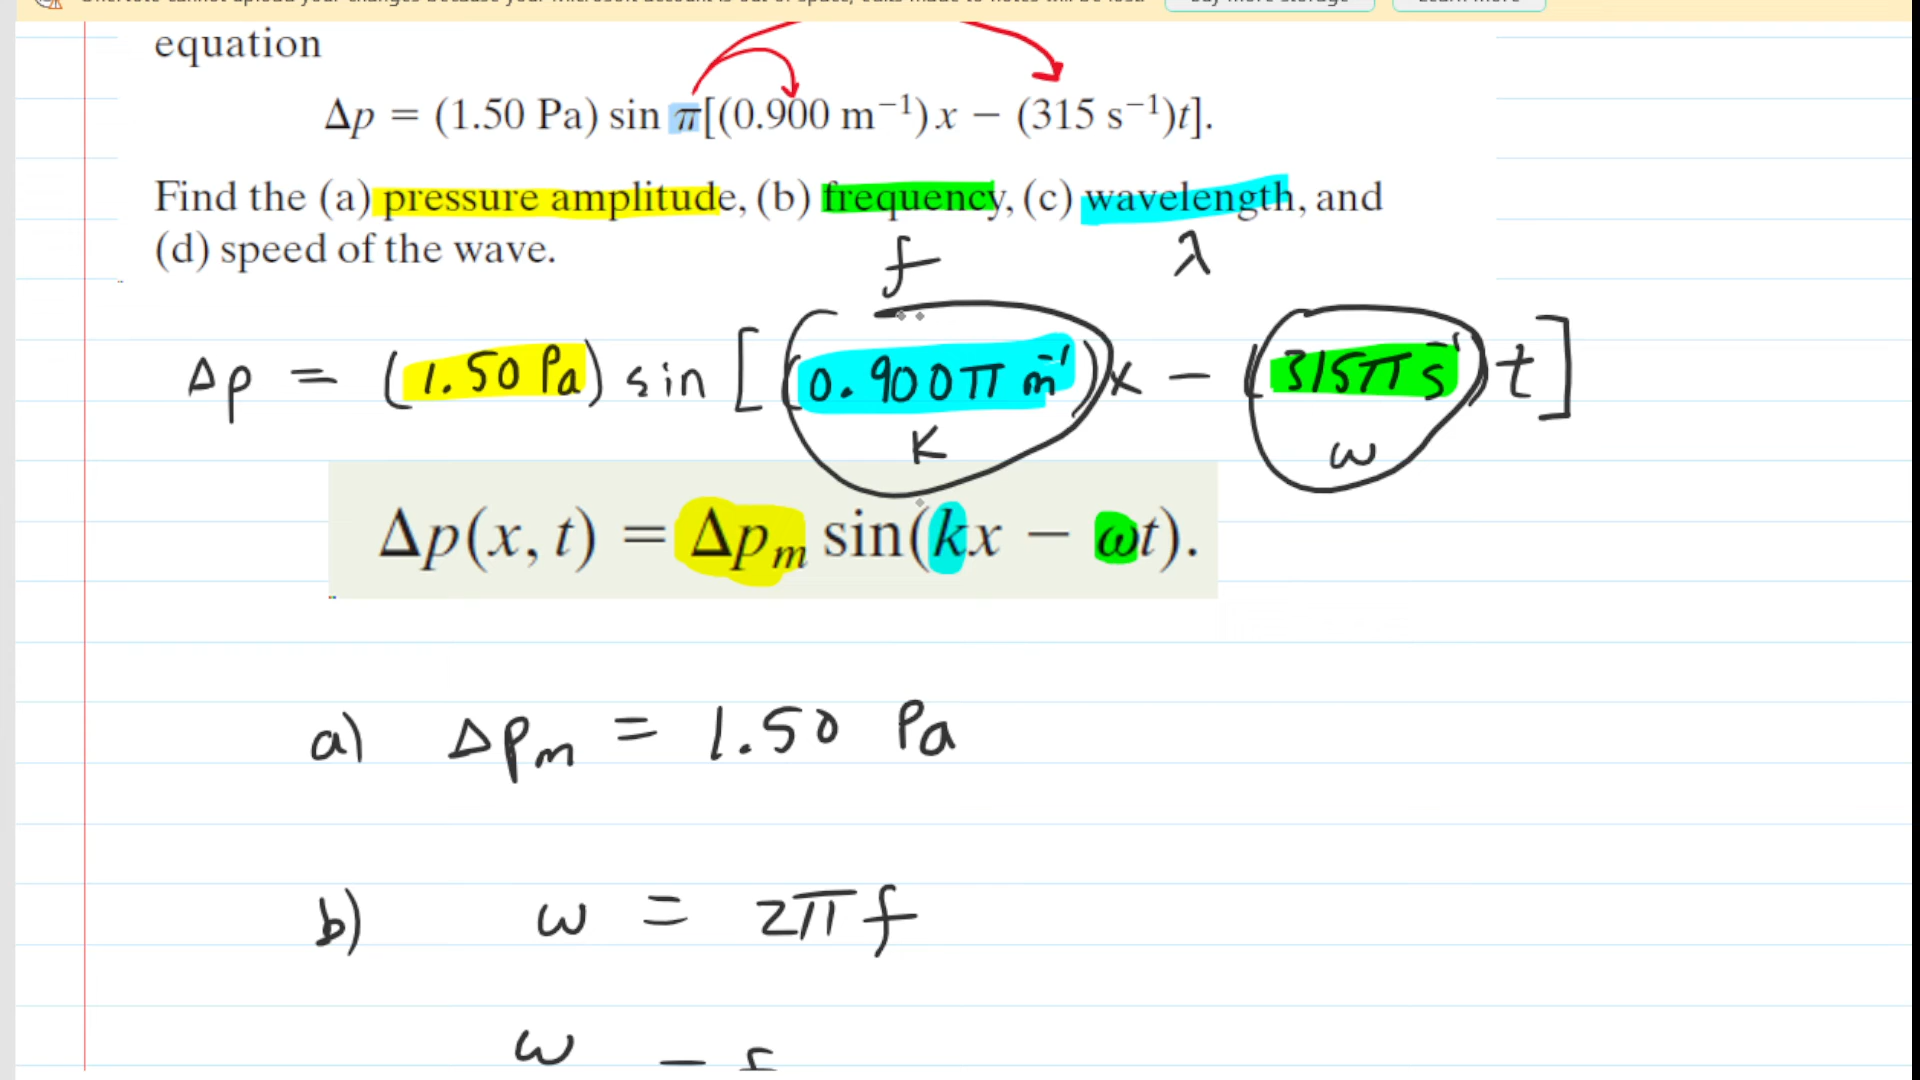 equation
Δp = (1.50 Pa) sin π[(0.900 m⁻¹)x − (315 s⁻¹)t].
Find the (a) pressure amplitude, (b) frequency, (c) wavelength, and
(d) speed of the wave.
f λ
Δp = (1.50 Pa) sin [(0.900π m⁻¹)x − (315π s⁻¹)t]
K ω
Δp(x, t) = Δpₘ sin(kx − ωt).
a) Δpₘ = 1.50 Pa
b) ω = 2πf
ω